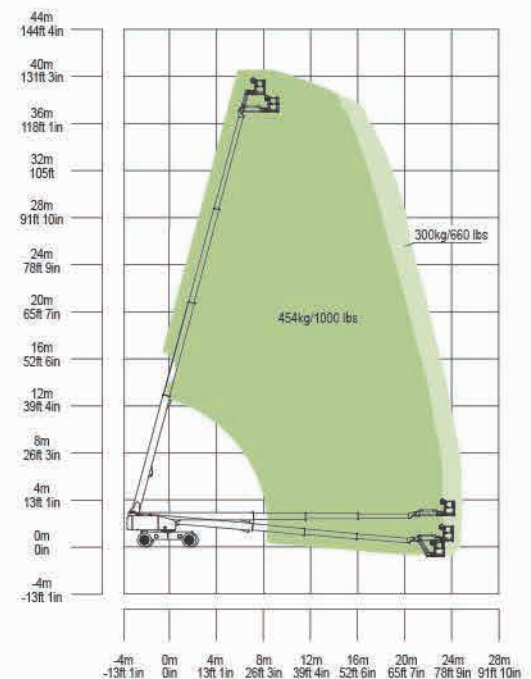 44m
144ft 4in
40m
131ft 3in
36m
118ft 1in
32m
105ft
28m
91ft 10in
24m
78ft 9in
20m
65ft 7in
16m
52ft 6in
12m
39ft 4in
8m
26ft 3in
4m
13ft 1in
0m
0in
-4m
-13ft 1in
300kg/660 lbs
454kg/1000 lbs
-4m 0m 4m 8m 12m 16m 20m 24m 28m
-13ft 1in 0in 13ft 1in 26ft 3in 39ft 4in 52ft 6in 65ft 7in 78ft 9in 91ft 10in